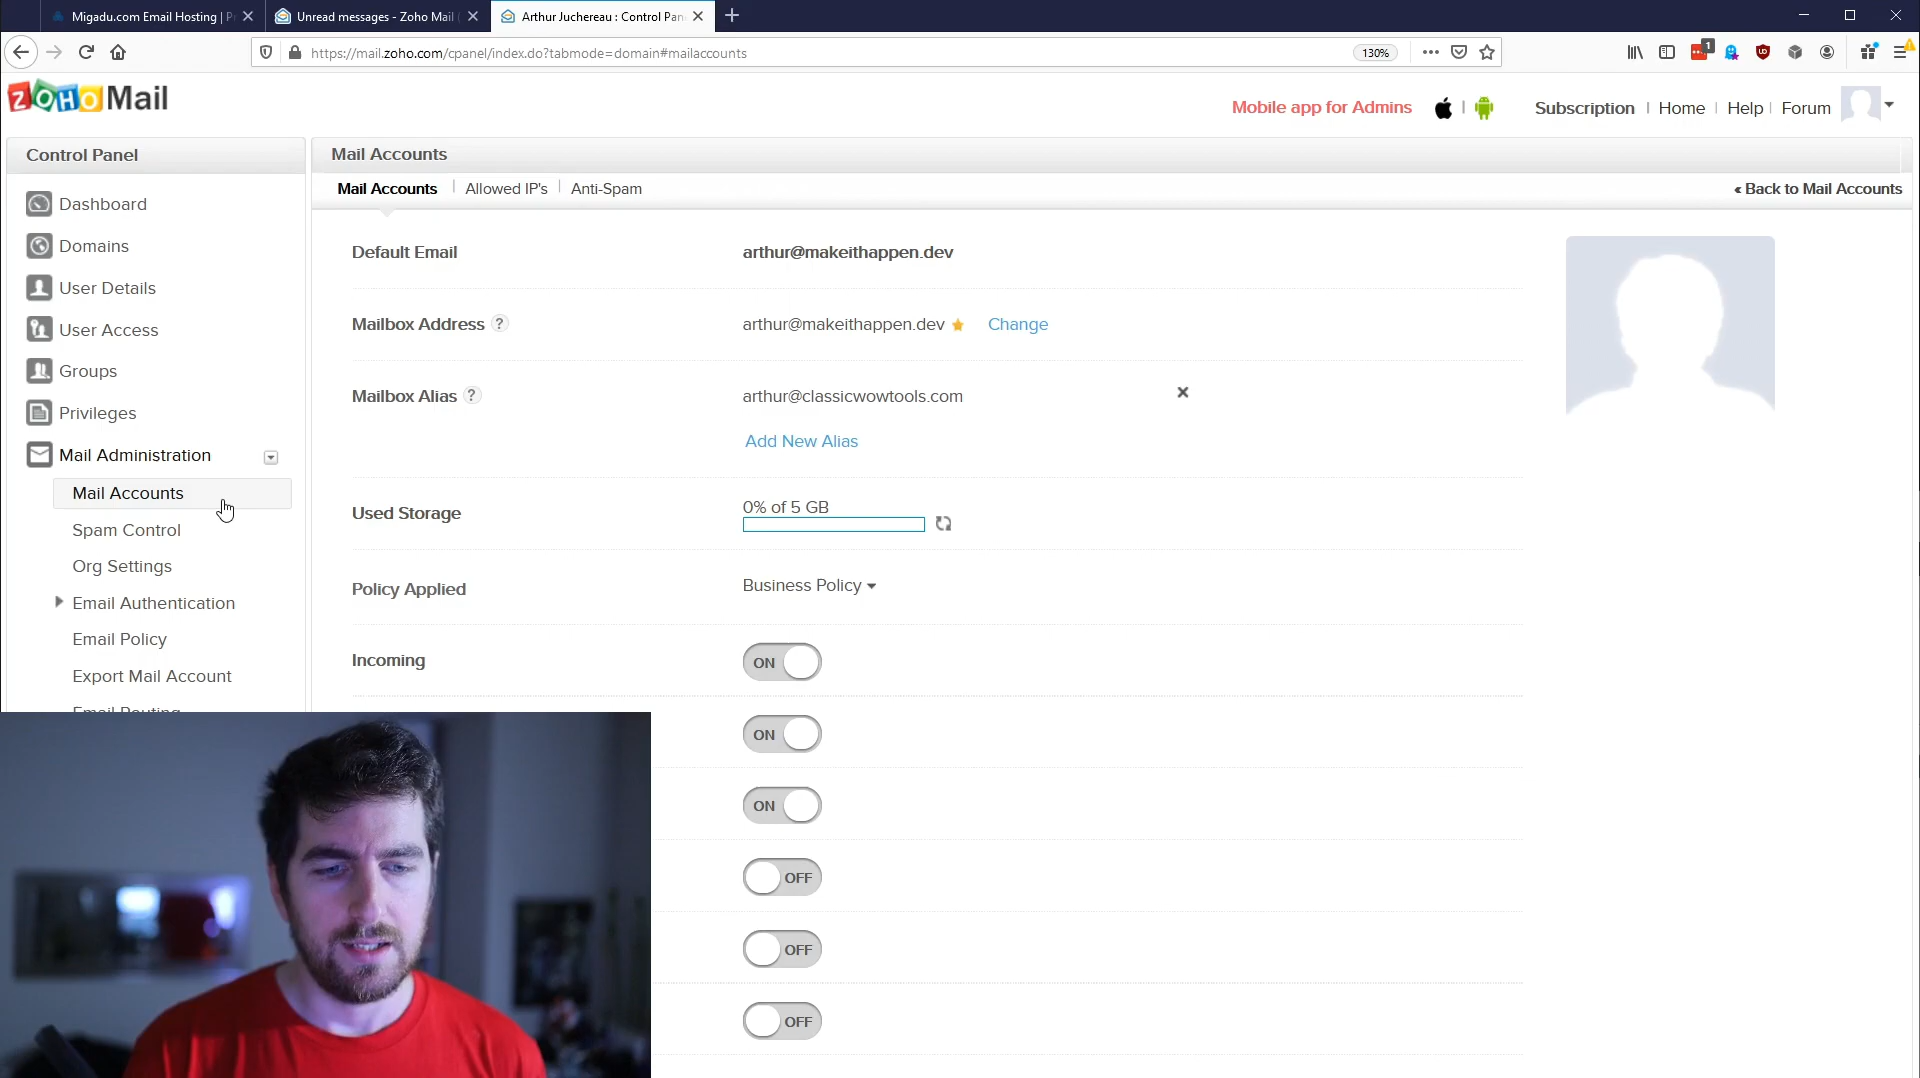 Migadu.com Email Hosting | P
Unread messages - Zoho Mail (
Arthur Juchereau : Control Pan
https://mail.zoho.com/cpanel/index.do?tabmode=domain#mailaccounts
130%
1
ZOHO Mail
Mobile app for Admins
Subscription | Home | Help | Forum
Control Panel
Dashboard
Domains
User Details
User Access
Groups
Privileges
Mail Administration
Mail Accounts
Spam Control
Org Settings
Email Authentication
Email Policy
Export Mail Account
Email Routing
Mail Accounts
Mail Accounts | Allowed IP's | Anti-Spam
« Back to Mail Accounts
Default Email arthur@makeithappen.dev
Mailbox Address ? arthur@makeithappen.dev Change
Mailbox Alias ? arthur@classicwowtools.com
Add New Alias
Used Storage 0% of 5 GB
Policy Applied Business Policy
Incoming ON
ON
ON
OFF
OFF
OFF